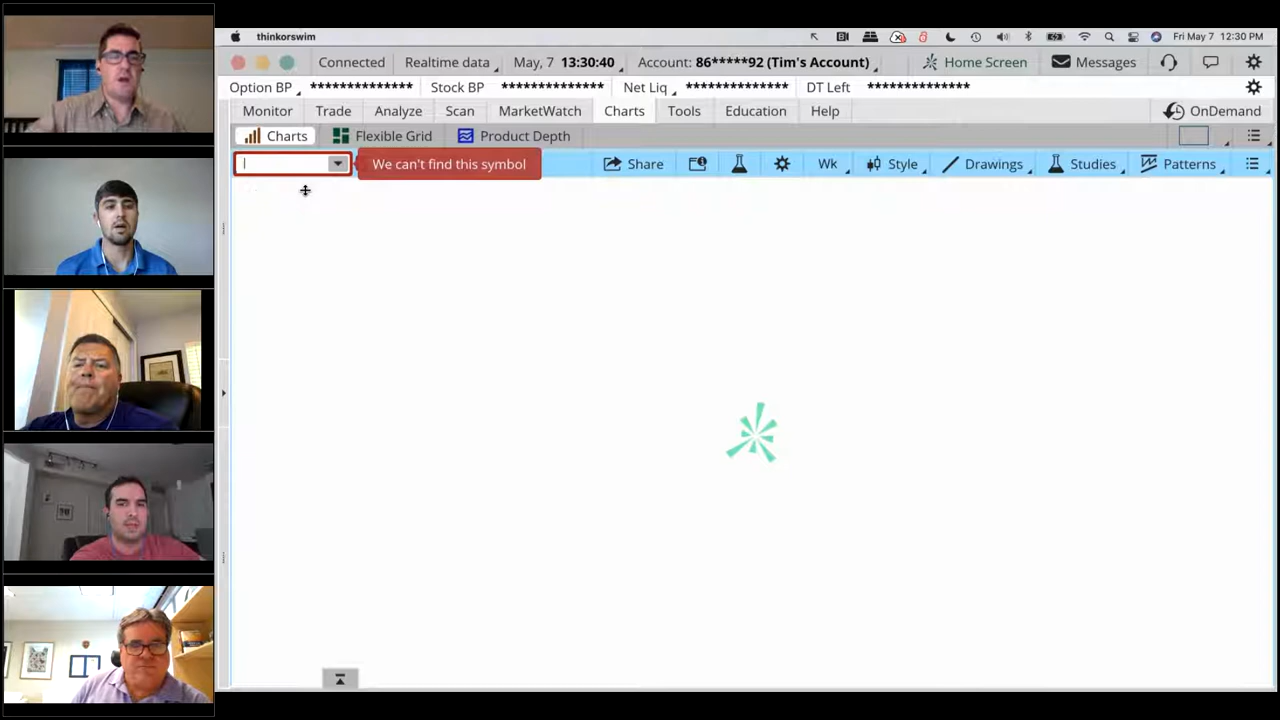 thinkorswim Fri May 7 12:30 PM
Connected Realtime data May, 7 13:30:40 Account: 86*****92 (Tim's Account) Home Screen Messages
Option BP ************* Stock BP ************* Net Liq ************* DT Left *************
Monitor Trade Analyze Scan MarketWatch Charts Tools Education Help OnDemand
Charts Flexible Grid Product Depth
We can't find this symbol Share Wk Style Drawings Studies Patterns